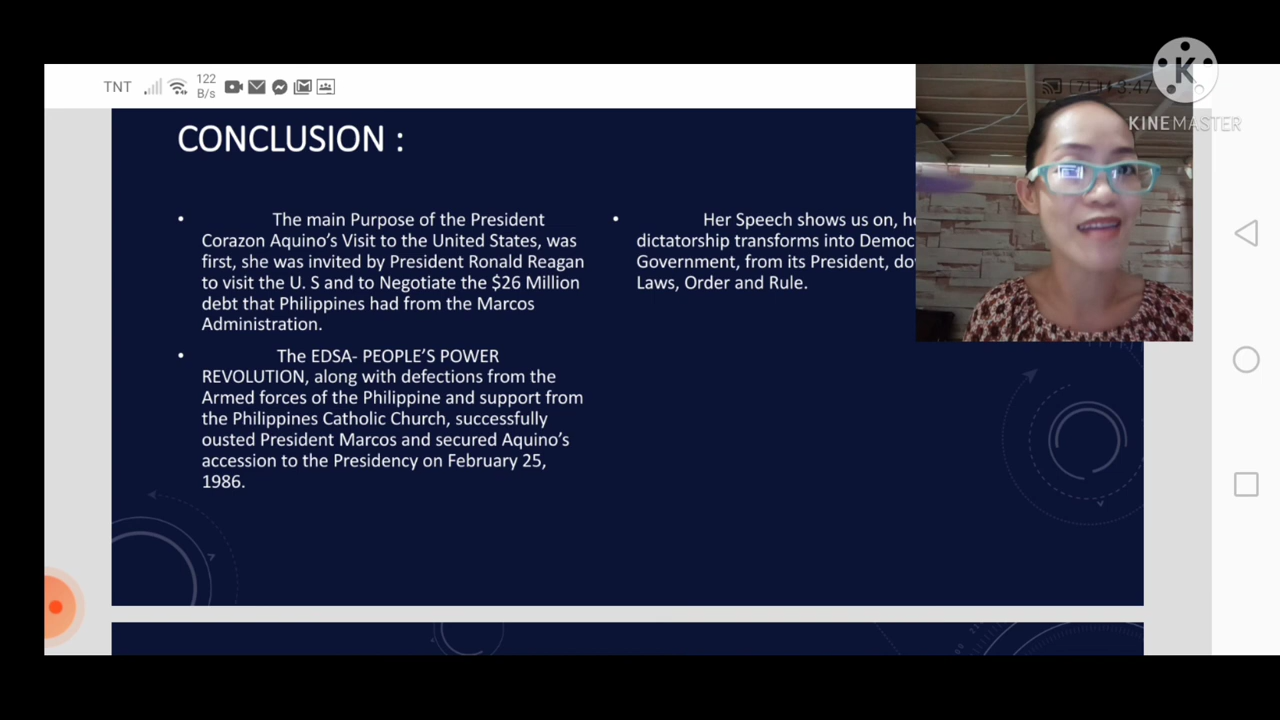 TNT
122
B/s
3:47
KINEMASTER
CONCLUSION :
• The main Purpose of the President
Corazon Aquino's Visit to the United States, was
first, she was invited by President Ronald Reagan
to visit the U. S and to Negotiate the $26 Million
debt that Philippines had from the Marcos
Administration.
• The EDSA- PEOPLE'S POWER
REVOLUTION, along with defections from the
Armed forces of the Philippine and support from
the Philippines Catholic Church, successfully
ousted President Marcos and secured Aquino's
accession to the Presidency on February 25,
1986.
• Her Speech shows us on,
dictatorship transforms into
Government, from its President,
Laws, Order and Rule.